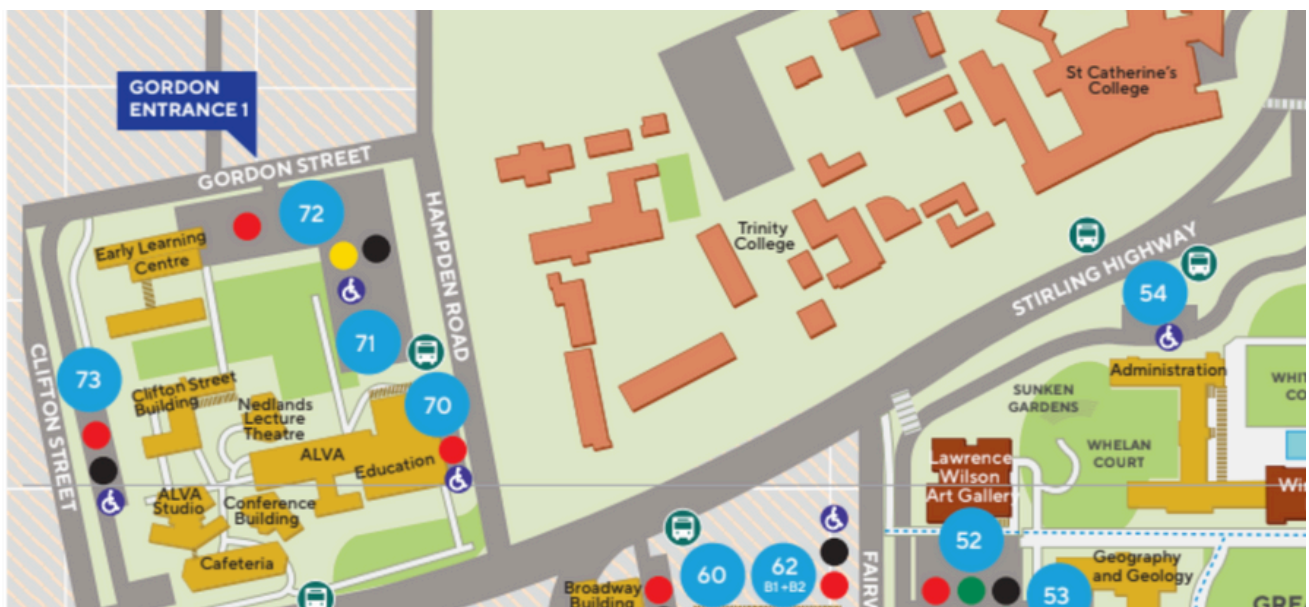 GORDON
ENTRANCE 1
GORDON STREET
HAMPDEN ROAD
CLIFTON STREET
STIRLING HIGHWAY
St Catherine's
College
Trinity
College
72
71
73
70
54
Early Learning
Centre
Clifton Street
Building
Nedlands
Lecture
Theatre
ALVA
Education
ALVA
Studio
Conference
Building
Cafeteria
Administration
SUNKEN
GARDENS
WHELAN
COURT
Lawrence
Wilson
Art Gallery
52
53
60
62
B1+B2
Broadway
Building
Geography
and Geology